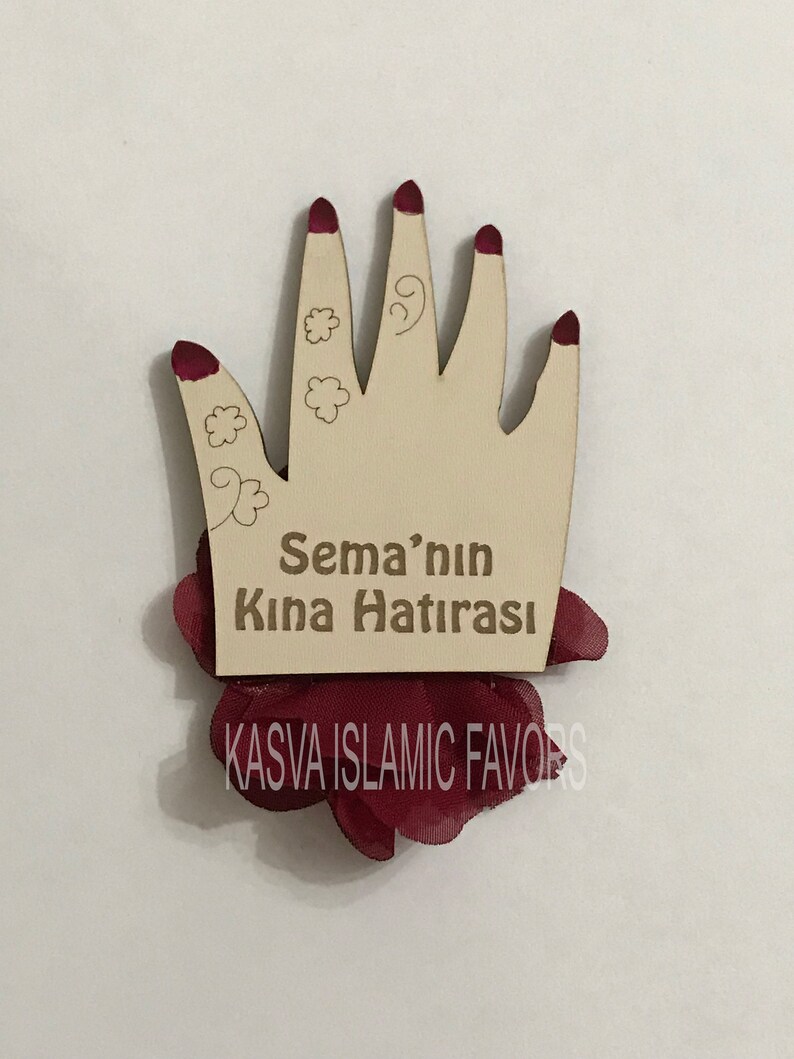 Sema’nın
Kına Hatırası
KASVA ISLAMIC FAVORS